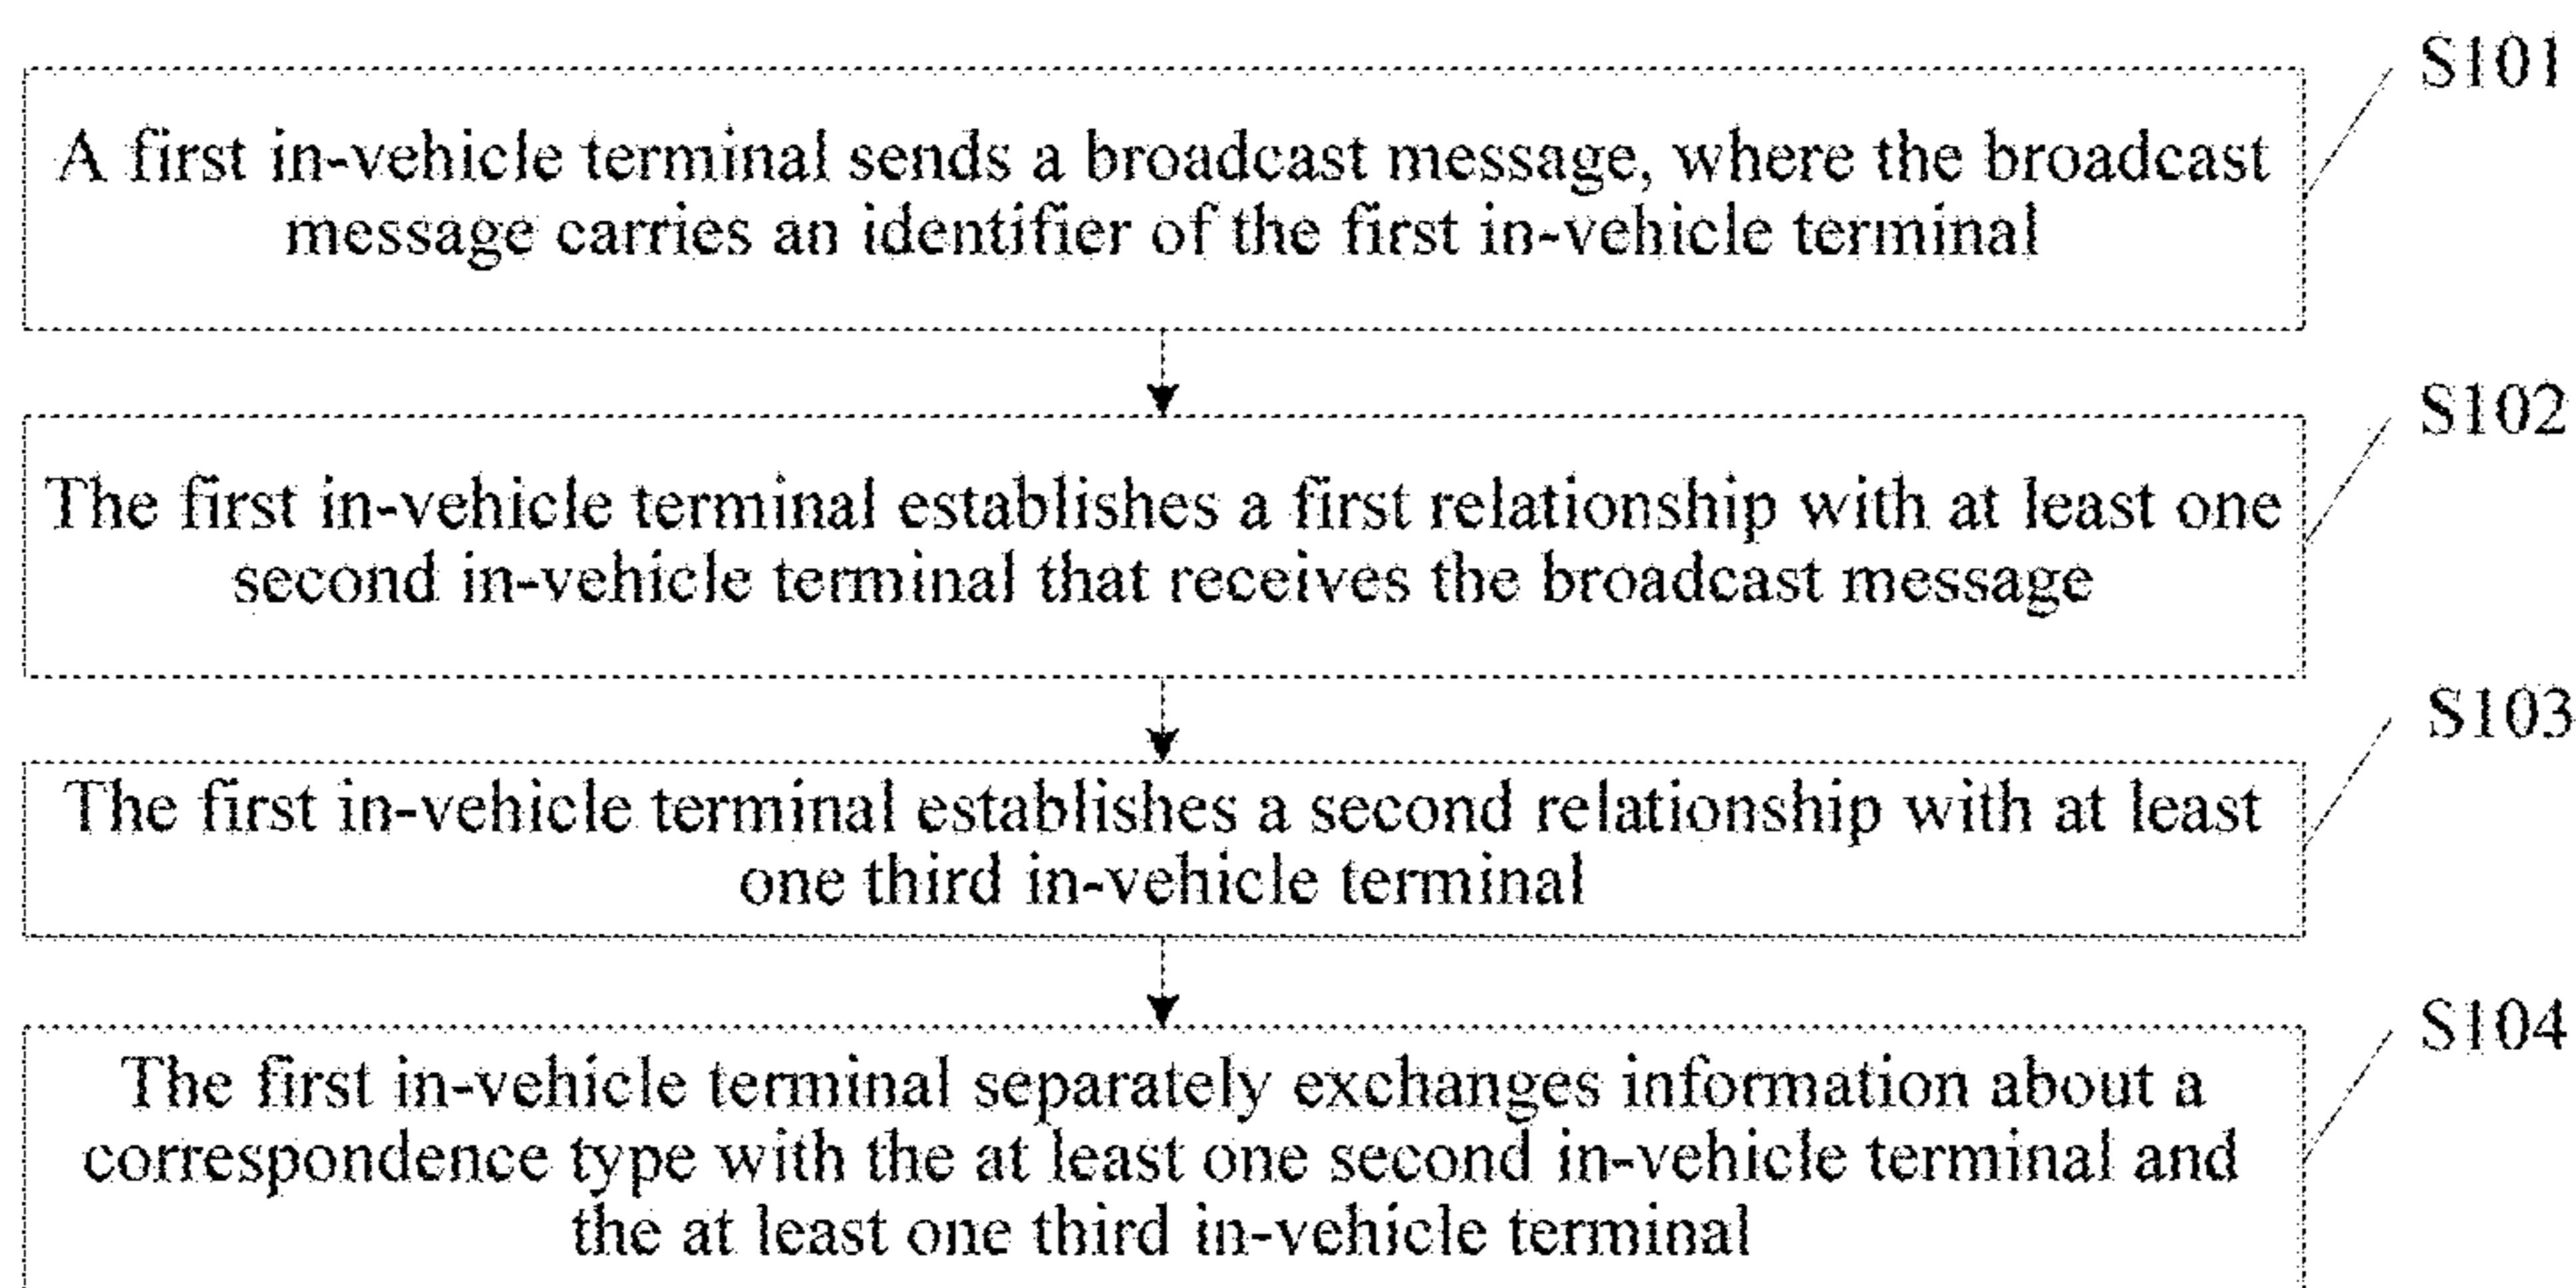 S101
A first in-vehicle terminal sends a broadcast message, where the broadcast
message carries an identifier of the first in-vehicle terminal
S102
The first in-vehicle terminal establishes a first relationship with at least one
second in-vehicle terminal that receives the broadcast message
S103
The first in-vehicle terminal establishes a second relationship with at least
one third in-vehicle terminal
S104
The first in-vehicle terminal separately exchanges information about a
correspondence type with the at least one second in-vehicle terminal and
the at least one third in-vehicle terminal